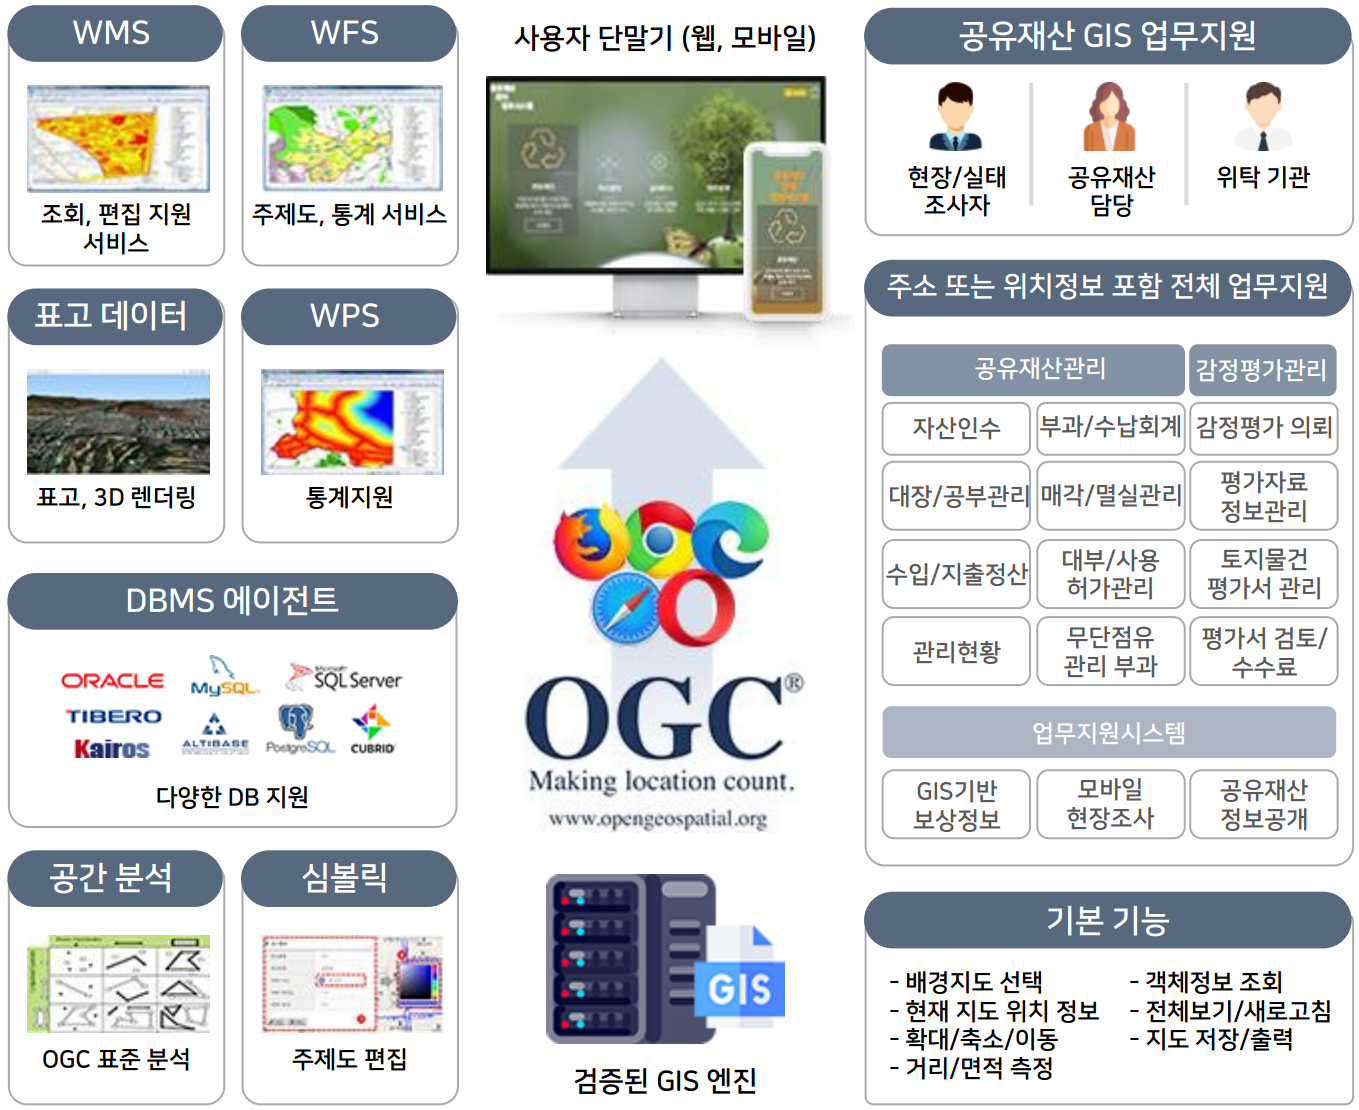 WMS
조회, 편집 지원
서비스
WFS
주제도, 통계 서비스
표고 데이터
표고, 3D 렌더링
WPS
통계지원
DBMS 에이전트
ORACLE
MySQL
Microsoft
SQL Server
TIBERO
Kairos
ALTIBASE
PostgreSQL
CUBRID
다양한 DB 지원
공간 분석
OGC 표준 분석
심볼릭
주제도 편집
사용자 단말기 (웹, 모바일)
OGC®
Making location count.
www.opengeospatial.org
GIS
검증된 GIS 엔진
공유재산 GIS 업무지원
현장/실태
조사자
공유재산
담당
위탁 기관
주소 또는 위치정보 포함 전체 업무지원
공유재산관리
감정평가관리
자산인수
부과/수납회계
감정평가 의뢰
대장/공부관리
매각/멸실관리
평가자료
정보관리
수입/지출정산
대부/사용
허가관리
토지물건
평가서 관리
관리현황
무단점유
관리 부과
평가서 검토/
수수료
업무지원시스템
GIS기반
보상정보
모바일
현장조사
공유재산
정보공개
기본 기능
- 배경지도 선택
- 현재 지도 위치 정보
- 확대/축소/이동
- 거리/면적 측정
- 객체정보 조회
- 전체보기/새로고침
- 지도 저장/출력